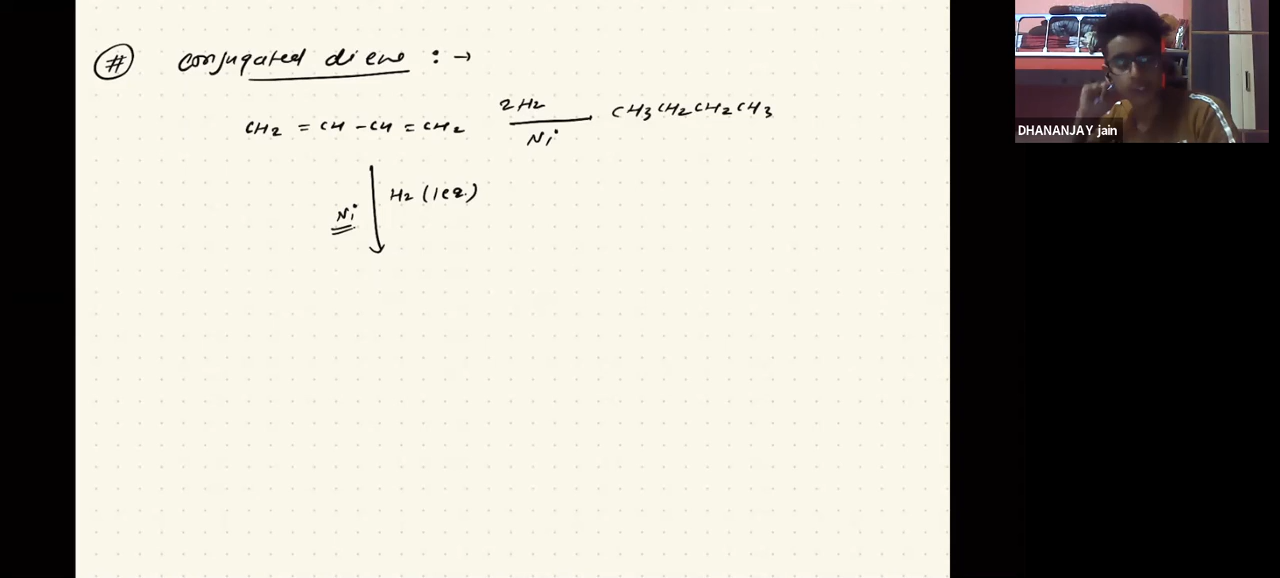 # conjugated diene : →
2H2
CH2 = CH - CH = CH2 → CH3CH2CH2CH3
Ni
Ni ↓ H2 (1eq.)
DHANANJAY jain